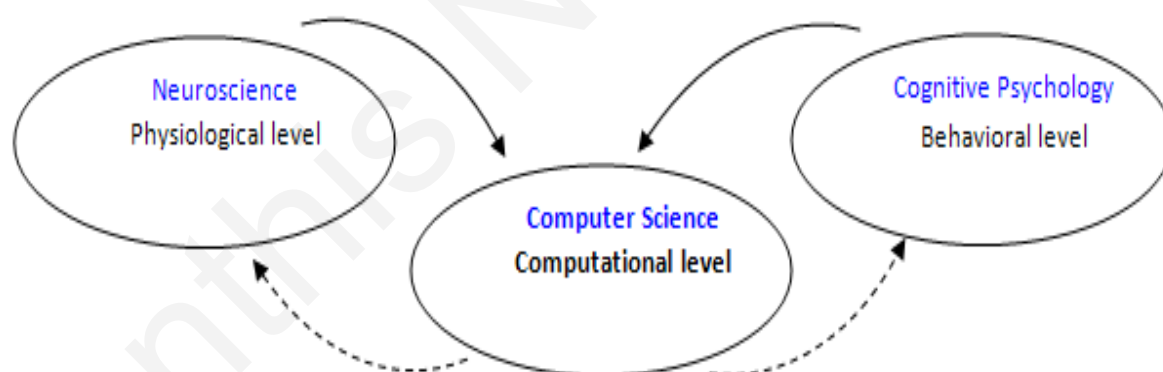 Neuroscience
Physiological level
Cognitive Psychology
Behavioral level
Computer Science
Computational level